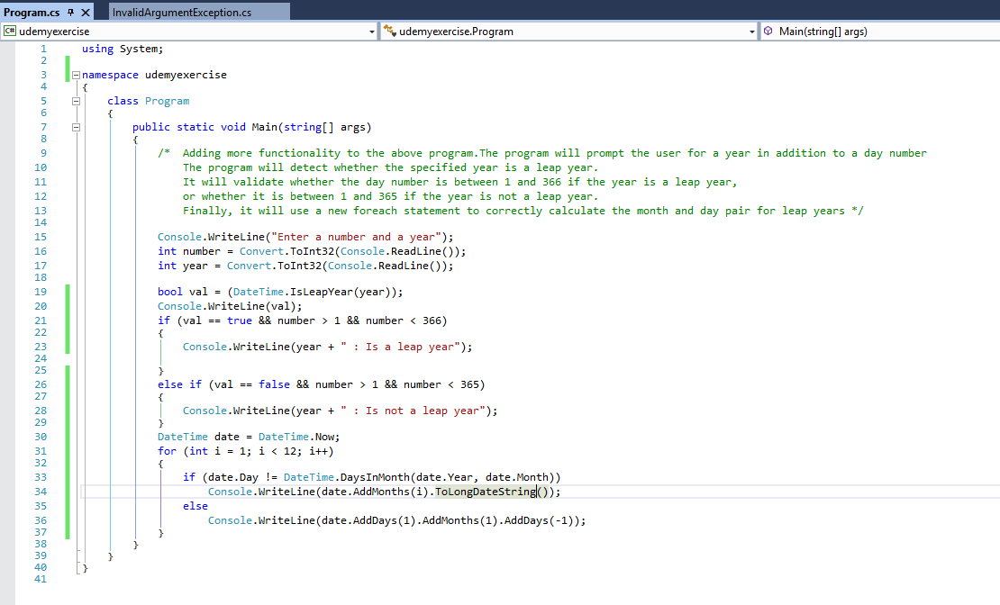 Program.cs InvalidArgumentException.cs
C# udemyexercise udemyexercise.Program Main(string[] args)
1 using System;
2
3 namespace udemyexercise
4 {
5 class Program
6 {
7 public static void Main(string[] args)
8 {
9 /* Adding more functionality to the above program.The program will prompt the user for a year in addition to a day number
10 The program will detect whether the specified year is a leap year.
11 It will validate whether the day number is between 1 and 366 if the year is a leap year,
12 or whether it is between 1 and 365 if the year is not a leap year.
13 Finally, it will use a new foreach statement to correctly calculate the month and day pair for leap years */
14
15 Console.WriteLine("Enter a number and a year");
16 int number = Convert.ToInt32(Console.ReadLine());
17 int year = Convert.ToInt32(Console.ReadLine());
18
19 bool val = (DateTime.IsLeapYear(year));
20 Console.WriteLine(val);
21 if (val == true && number > 1 && number < 366)
22 {
23 Console.WriteLine(year + " : Is a leap year");
24
25 }
26 else if (val == false && number > 1 && number < 365)
27 {
28 Console.WriteLine(year + " : Is not a leap year");
29 }
30 DateTime date = DateTime.Now;
31 for (int i = 1; i < 12; i++)
32 {
33 if (date.Day != DateTime.DaysInMonth(date.Year, date.Month))
34 Console.WriteLine(date.AddMonths(i).ToLongDateString());
35 else
36 Console.WriteLine(date.AddDays(1).AddMonths(1).AddDays(-1));
37 }
38 }
39 }
40 }
41